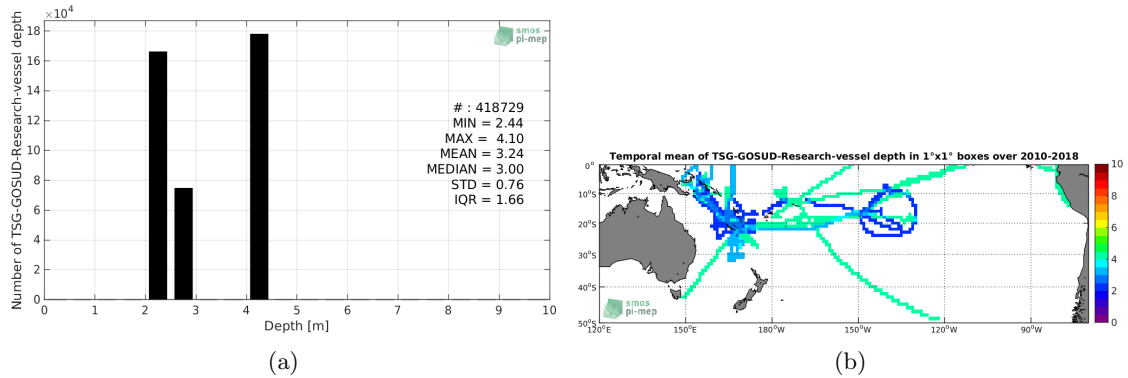 ×10⁴
18
16
14
12
10
8
6
4
2
0
Number of TSG-GOSUD-Research-vessel depth
smos
pi-mep
# : 418729
MIN = 2.44
MAX = 4.10
MEAN = 3.24
MEDIAN = 3.00
STD = 0.76
IQR = 1.66
0 1 2 3 4 5 6 7 8 9 10
Depth [m]
(a)
Temporal mean of TSG-GOSUD-Research-vessel depth in 1°x1° boxes over 2010-2018
0°
10°S
20°S
30°S
40°S
50°S
smos
pi-mep
120°E 150°E 180°W 150°W 120°W 90°W
10
8
6
4
2
0
(b)